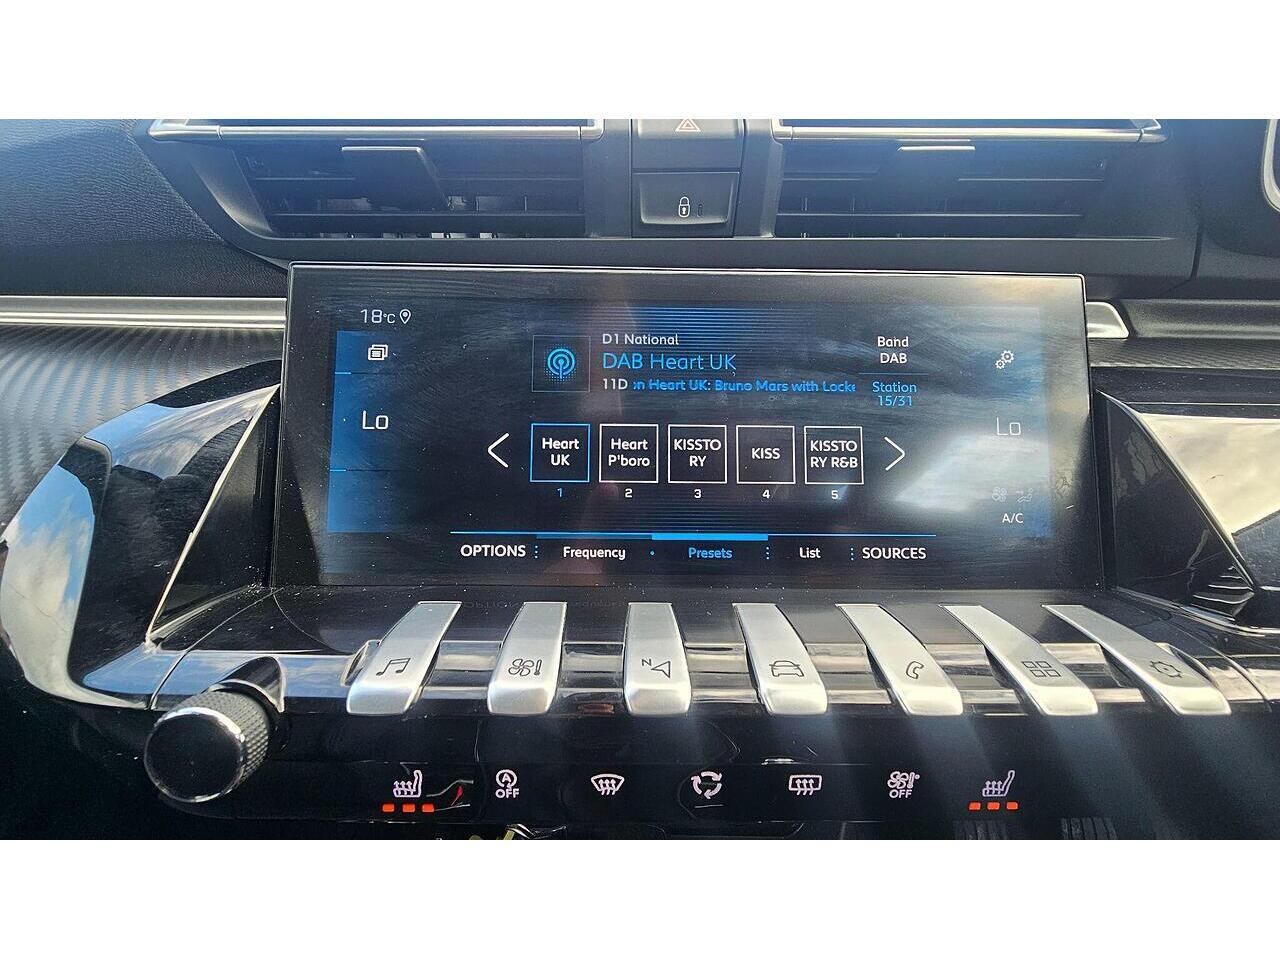 18°C
D1 National
DAB Heart UK
11D on Heart UK: Bruno Mars with Locke
Band
DAB
Station
15/31
Lo
Lo
Heart
UK
1
Heart
P'boro
2
KISSTO
RY
3
KISS
4
KISSTO
RY R&B
5
A/C
OPTIONS
Frequency
Presets
List
SOURCES
N
A
OFF
OFF